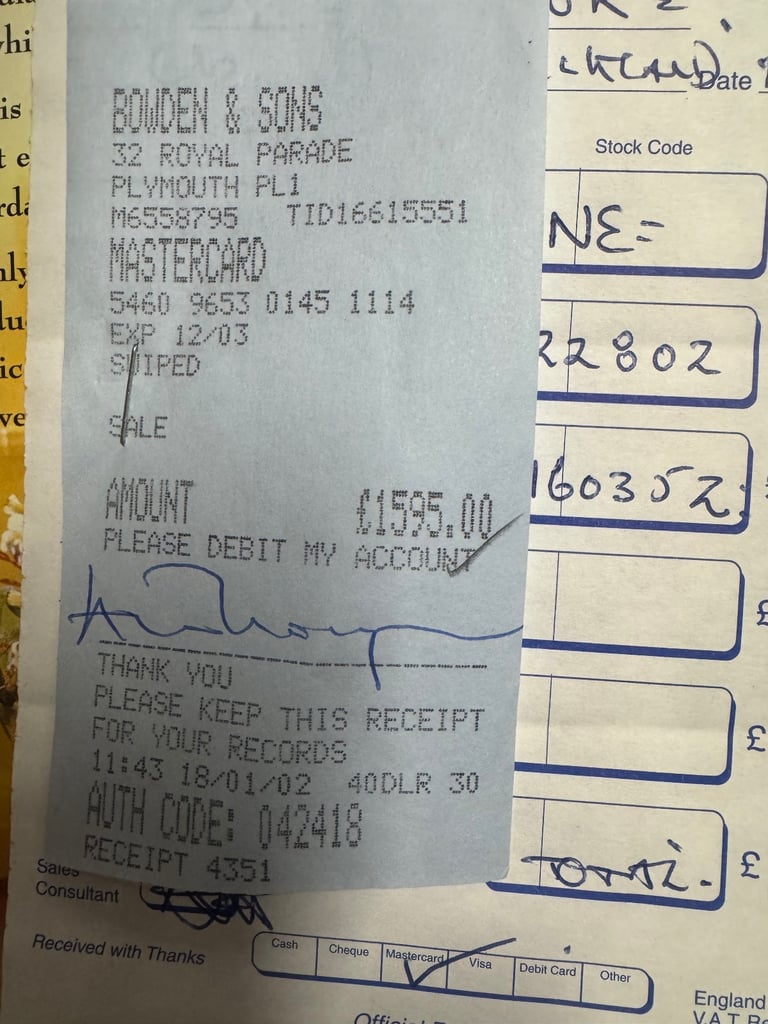 BOWDEN & SONS
32 ROYAL PARADE
PLYMOUTH PL1
M6558795 TID16615551
MASTERCARD
5460 9653 0145 1114
EXP 12/03
SWIPED
SALE
AMOUNT £1595.00
PLEASE DEBIT MY ACCOUNT
THANK YOU
PLEASE KEEP THIS RECEIPT
FOR YOUR RECORDS
11:43 18/01/02 40DLR 30
AUTH CODE: 042418
RECEIPT 4351
Date
Stock Code
NE=
22802
160352
£
£
£
TOTAL.
Sales
Consultant
Received with Thanks
Cash Cheque Mastercard Visa Debit Card Other
England